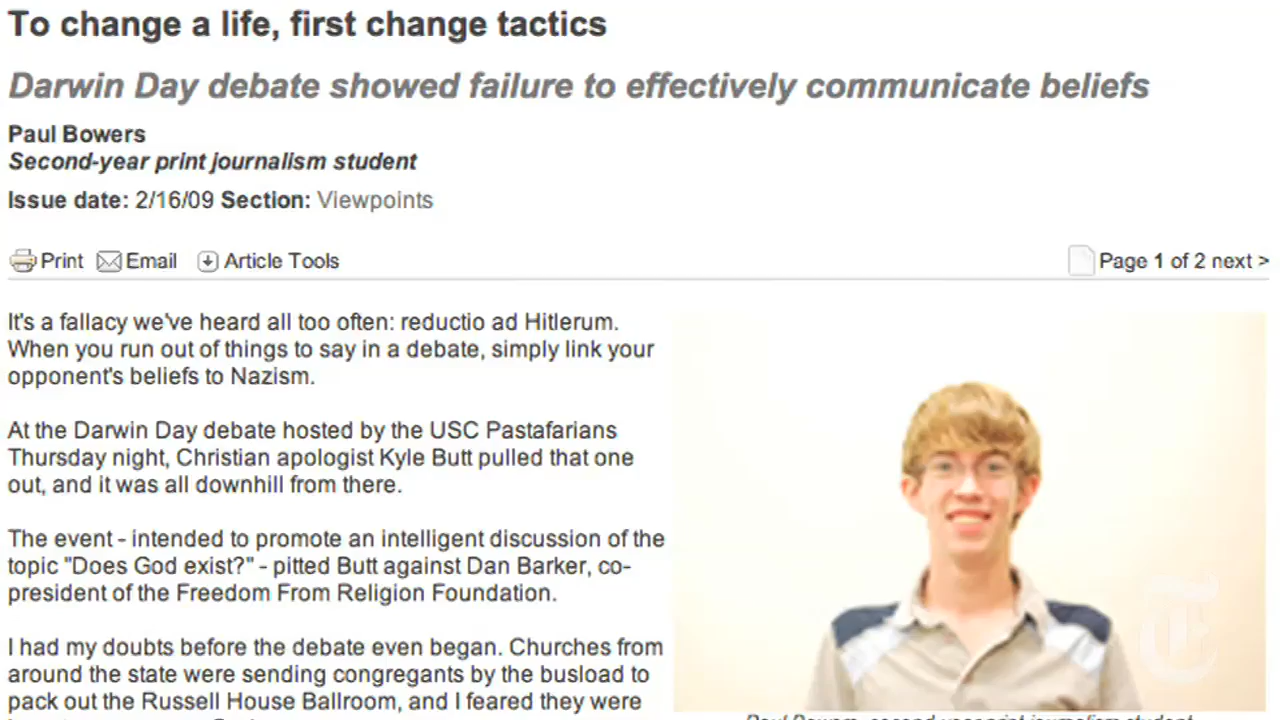 To change a life, first change tactics
Darwin Day debate showed failure to effectively communicate beliefs
Paul Bowers
Second-year print journalism student
Issue date: 2/16/09 Section: Viewpoints
Print Email Article Tools
Page 1 of 2 next >
It's a fallacy we've heard all too often: reductio ad Hitlerum.
When you run out of things to say in a debate, simply link your
opponent's beliefs to Nazism.
At the Darwin Day debate hosted by the USC Pastafarians
Thursday night, Christian apologist Kyle Butt pulled that one
out, and it was all downhill from there.
The event - intended to promote an intelligent discussion of the
topic "Does God exist?" - pitted Butt against Dan Barker, co-
president of the Freedom From Religion Foundation.
I had my doubts before the debate even began. Churches from
around the state were sending congregants by the busload to
pack out the Russell House Ballroom, and I feared they were
Paul Bowers, second-year print journalism student
T